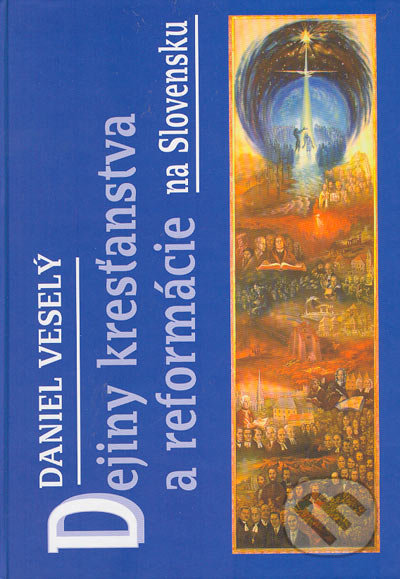 DANIEL VESELÝ
Dejiny kresťanstva
a reformácie na Slovensku